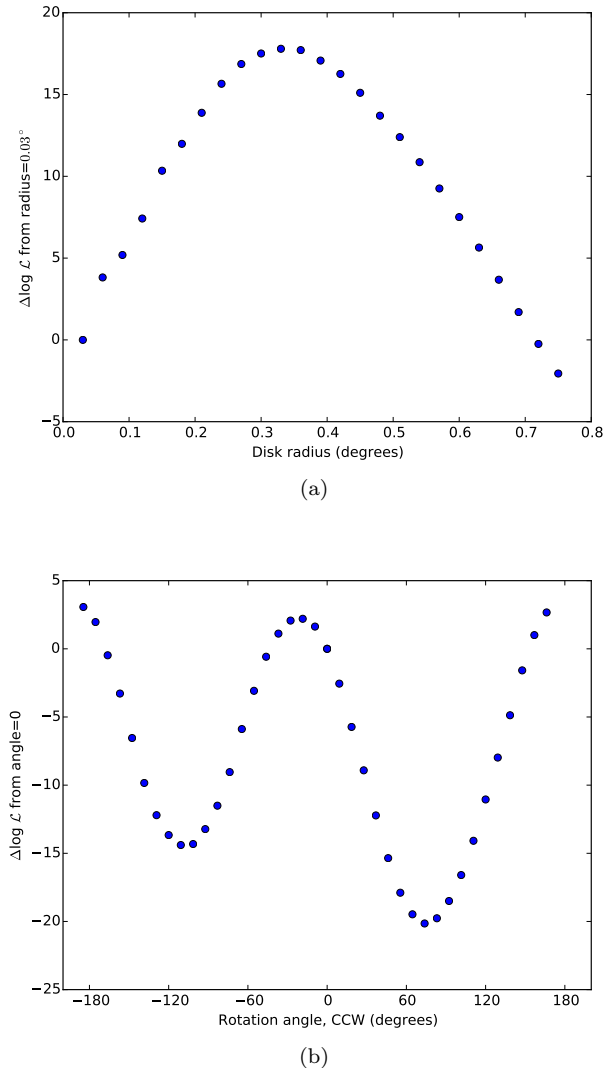 20
15
10
5
0
−5
0.0 0.1 0.2 0.3 0.4 0.5 0.6 0.7 0.8
Δlog ℒ from radius=0.03°
Disk radius (degrees)
(a)
5
0
−5
−10
−15
−20
−25
−180 −120 −60 0 60 120 180
Δlog ℒ from angle=0
Rotation angle, CCW (degrees)
(b)